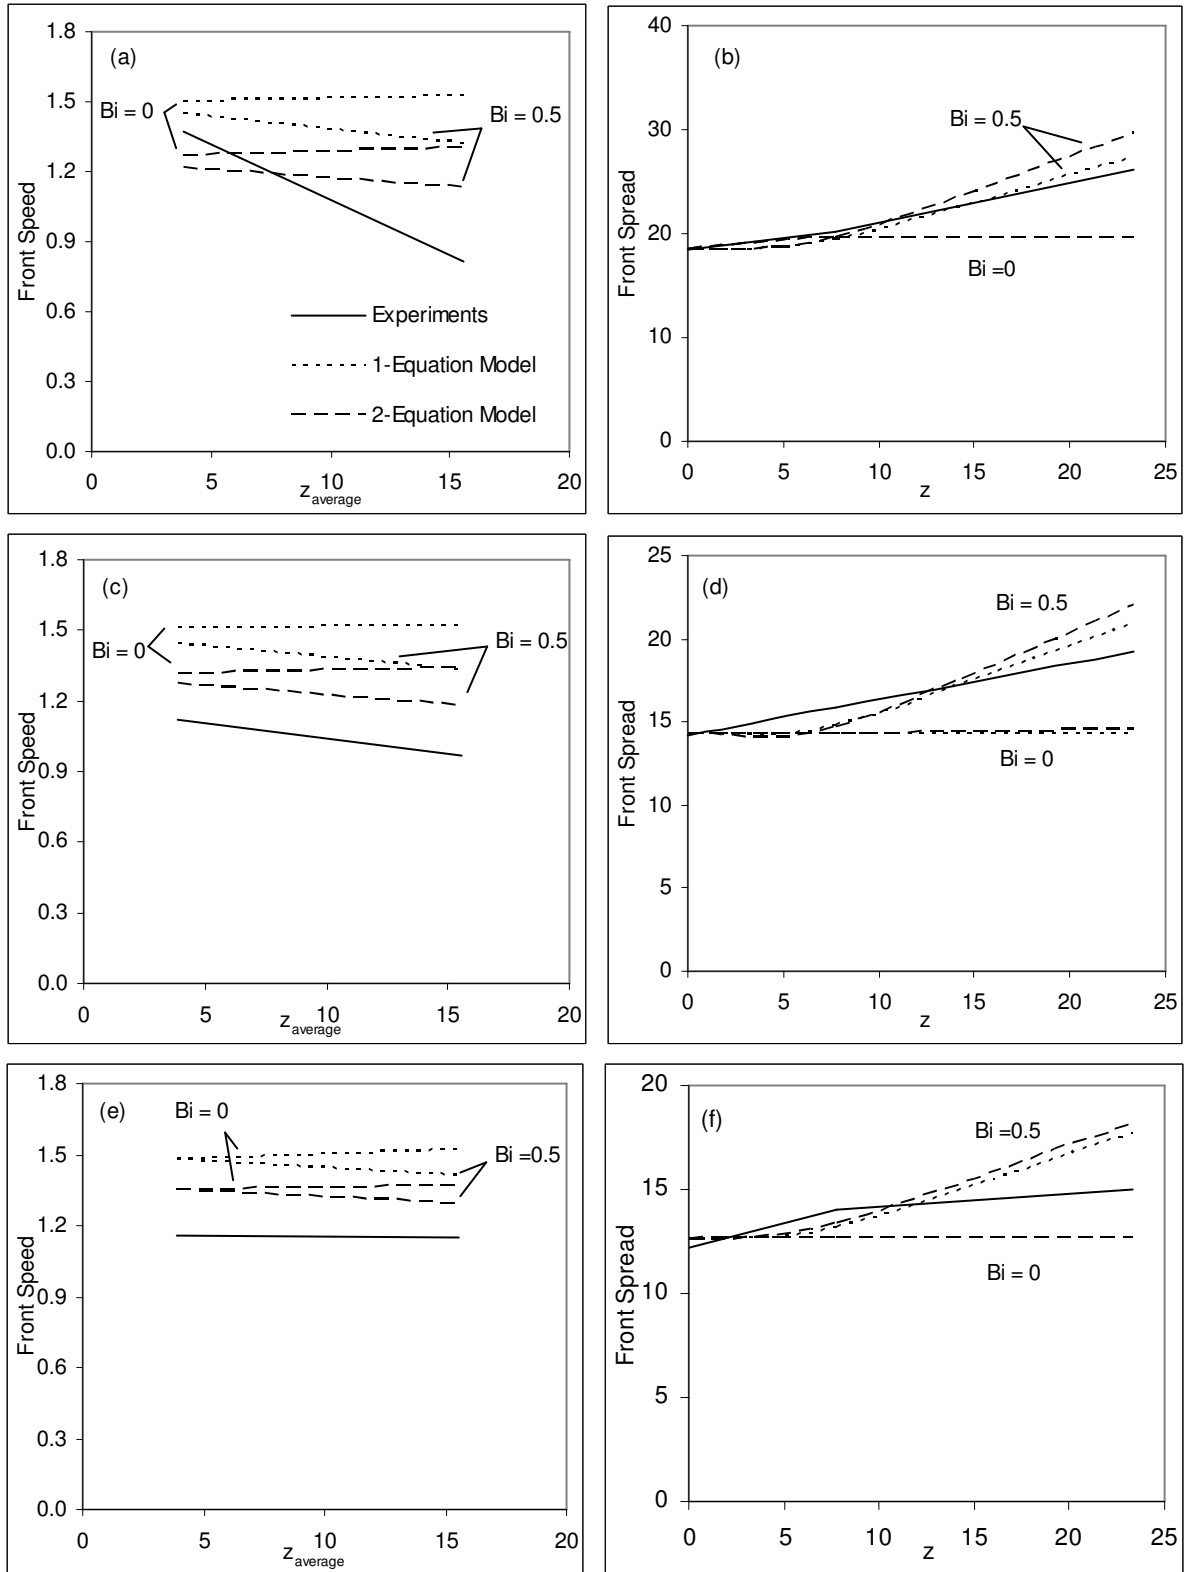 (a)
1.8
1.5
1.2
0.9
0.6
0.3
0.0
Front Speed
Bi = 0
Bi = 0.5
Experiments
1-Equation Model
2-Equation Model
0 5 10 15 20
z average
(b)
40
30
20
10
0
Front Spread
Bi = 0.5
Bi =0
0 5 10 15 20 25
z
(c)
1.8
1.5
1.2
0.9
0.6
0.3
0.0
Front Speed
Bi = 0
Bi = 0.5
0 5 10 15 20
z average
(d)
25
20
15
10
5
0
Front Spread
Bi = 0.5
Bi = 0
0 5 10 15 20 25
z
(e)
1.8
1.5
1.2
0.9
0.6
0.3
0.0
Front Speed
Bi = 0
Bi =0.5
0 5 10 15 20
z average
(f)
20
15
10
5
0
Front Spread
Bi =0.5
Bi = 0
0 5 10 15 20 25
z